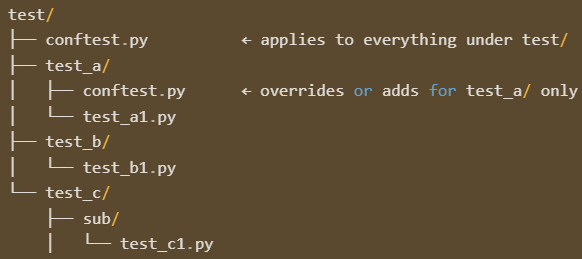 test/
├── conftest.py          ← applies to everything under test/
├── test_a/
│   ├── conftest.py      ← overrides or adds for test_a/ only
│   └── test_a1.py
├── test_b/
│   └── test_b1.py
└── test_c/
    ├── sub/
    │   └── test_c1.py